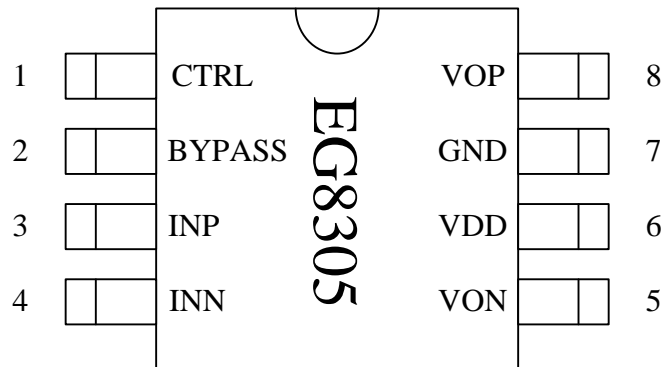 1 CTRL VOP 8
2 BYPASS GND 7
3 INP VDD 6
4 INN VON 5
EG8305